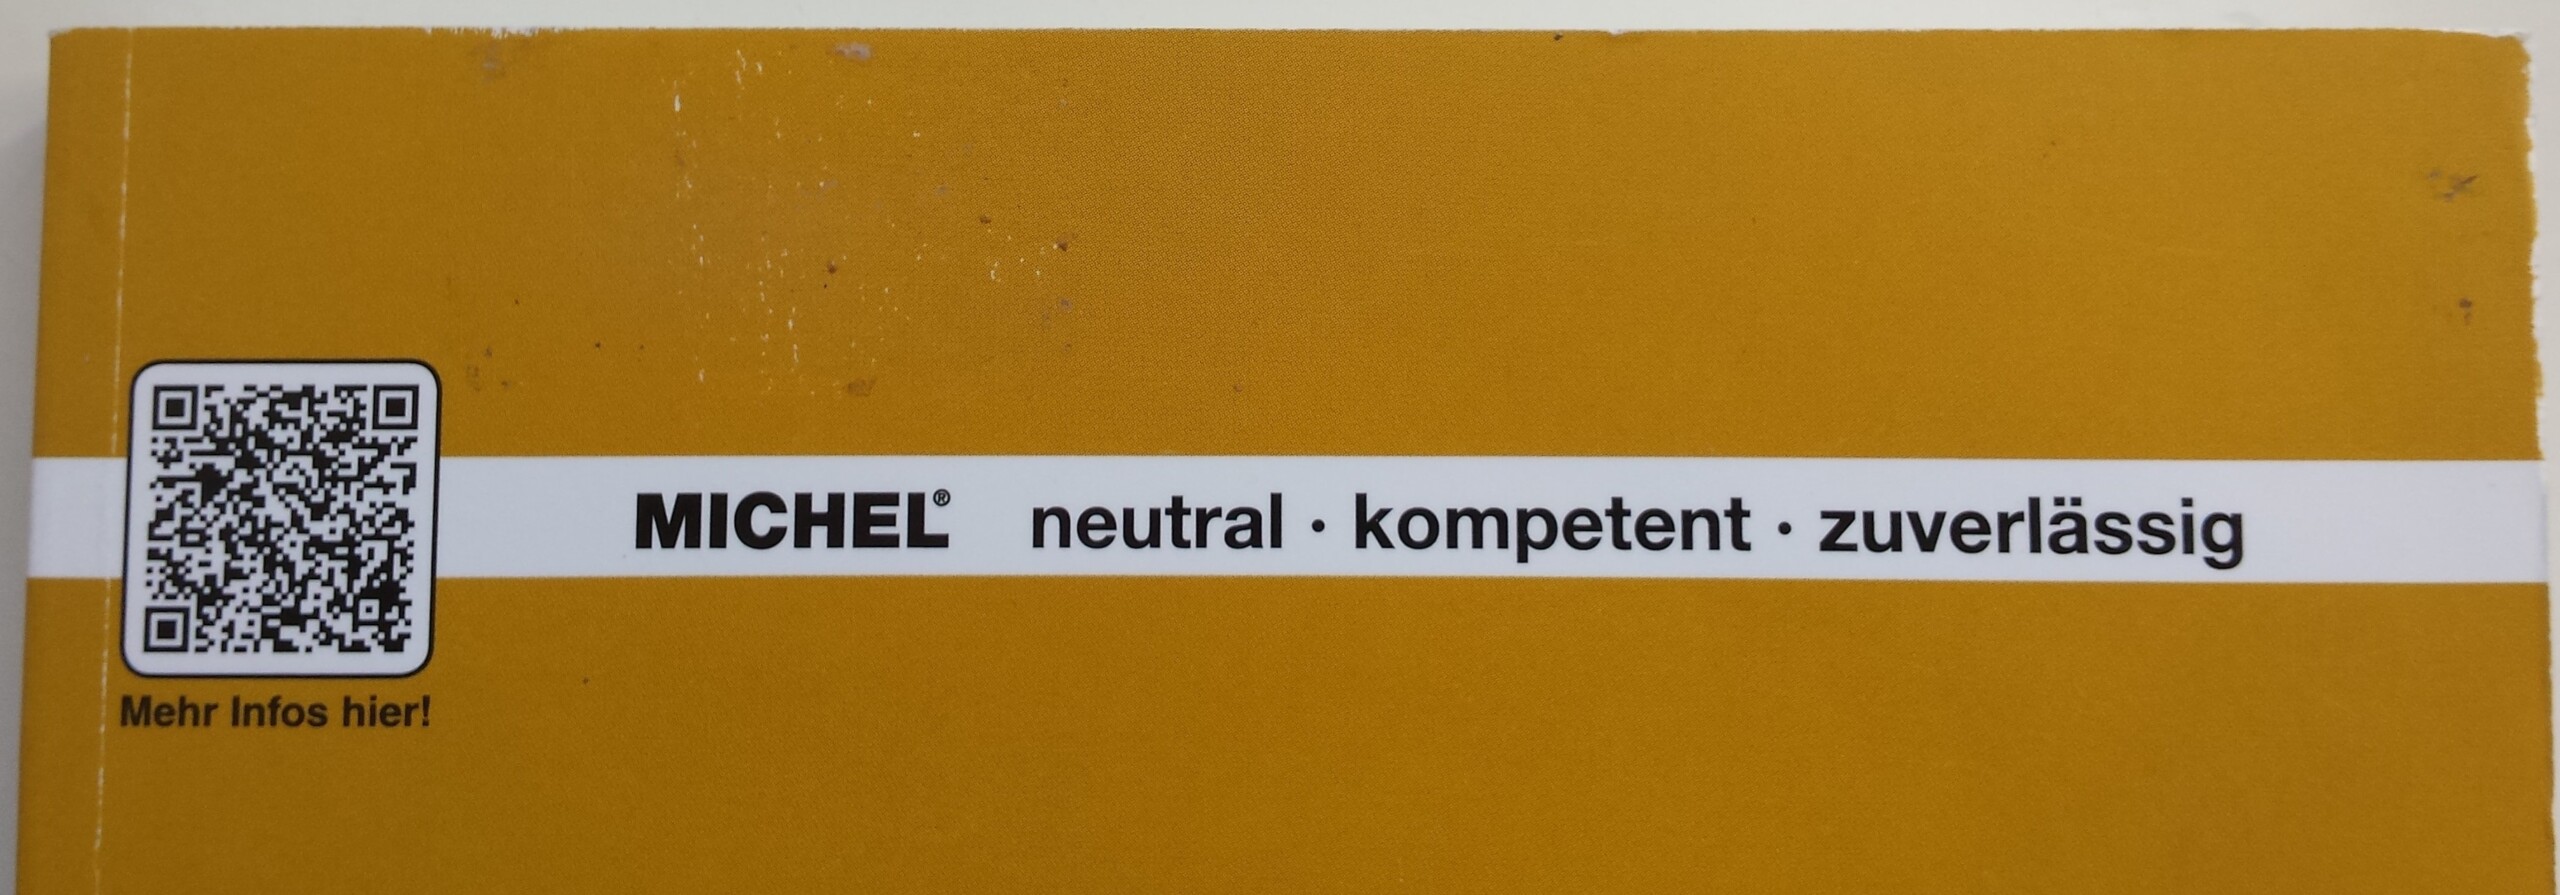 MICHEL® neutral · kompetent · zuverlässig
Mehr Infos hier!